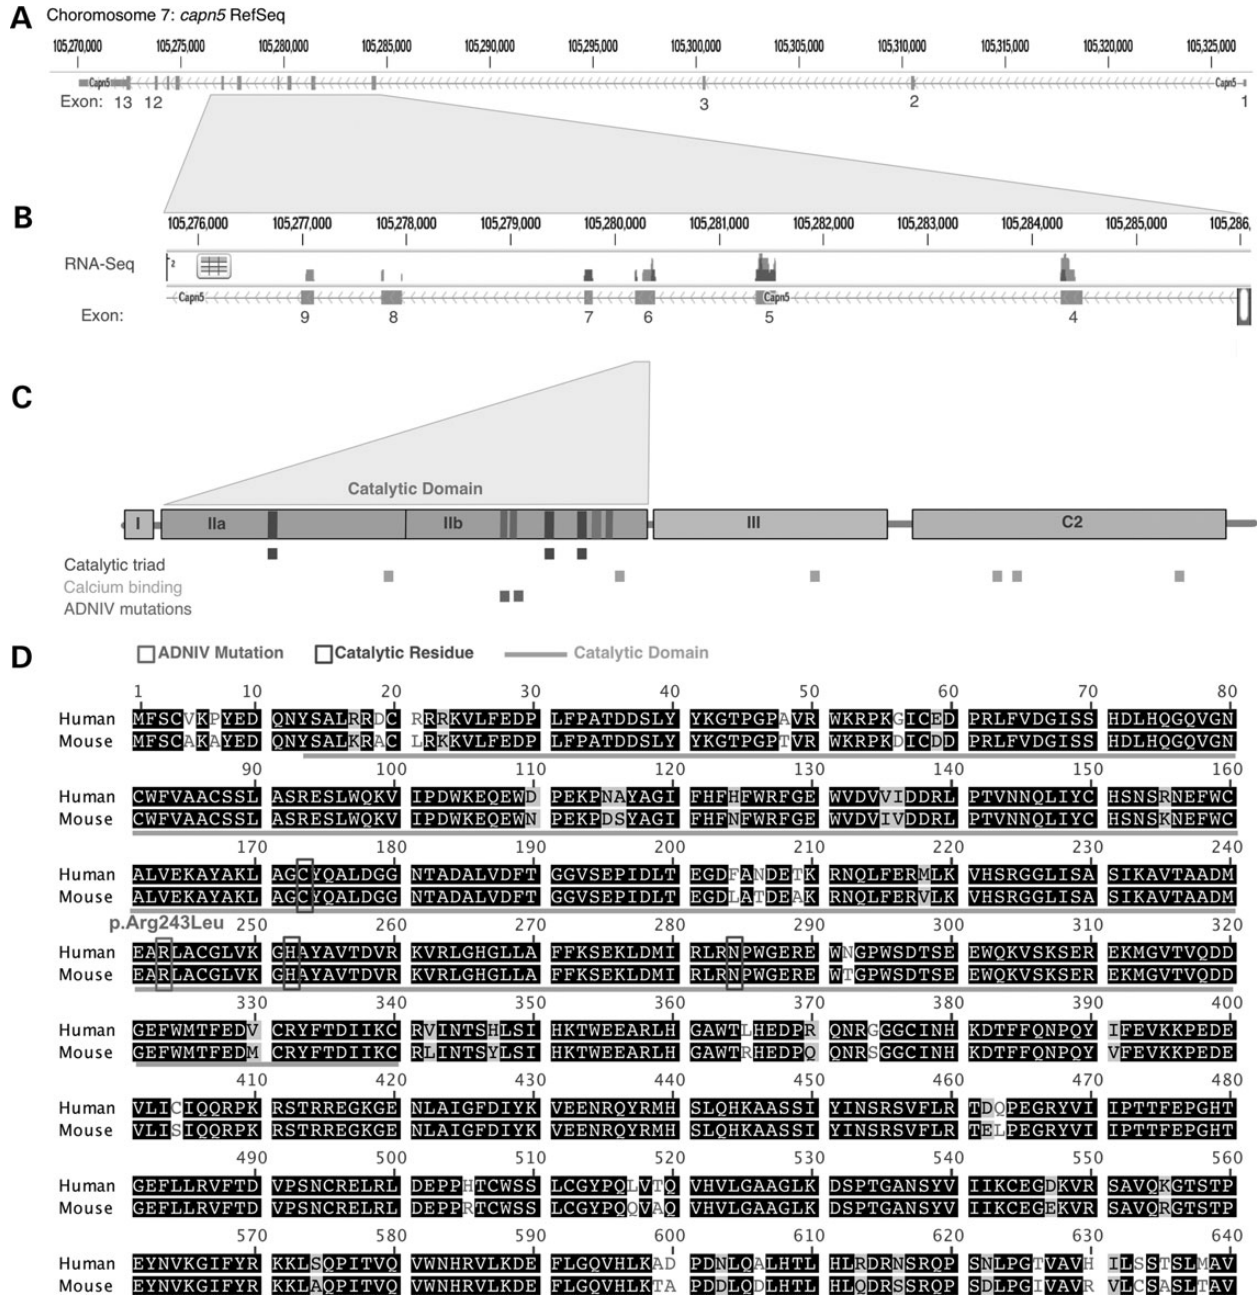 A Choromosome 7: capn5 RefSeq
105,270,000 105,275,000 105,280,000 105,285,000 105,290,000 105,295,000 105,300,000 105,305,000 105,310,000 105,315,000 105,320,000 105,325,000
Capn5 Capn5
Exon: 13 12 3 2 1
B 105,276,000 105,277,000 105,278,000 105,279,000 105,280,000 105,281,000 105,282,000 105,283,000 105,284,000 105,285,000 105,286,
RNA-Seq 2
Capn5 Capn5
Exon: 9 8 7 6 5 4
C
Catalytic Domain
I IIa IIb III C2
Catalytic triad
Calcium binding
ADNIV mutations
D ADNIV Mutation Catalytic Residue Catalytic Domain
1 10 20 30 40 50 60 70 80
Human MFSCVKPYED QNYSALRRDC RRRKVLFEDP LFPATDDSLY YKGTPGPAVR WKRPKGICED PRLFVDGISS HDLHQGQVGN
Mouse MFSCAKAYED QNYSALKRAC LRKKVLFEDP LFPATDDSLY YKGTPGPTVR WKRPKDICDD PRLFVDGISS HDLHQGQVGN
90 100 110 120 130 140 150 160
Human CWFVAACSSL ASRESLWQKV IPDWKEQEWD PEKPNAYAGI FHFHFWRFGE WVDVVIDDRL PTVNNQLIYC HSNSRNEFWC
Mouse CWFVAACSSL ASRESLWQKV IPDWKEQEWN PEKPDSYAGI FHFNFWRFGE WVDVIVDDRL PTVNNQLIYC HSNSKNEFWC
170 180 190 200 210 220 230 240
Human ALVEKAYAKL AGCYQALDGG NTADALVDFT GGVSEPIDLT EGDFANDETK RNQLFERMLK VHSRGGLISA SIKAVTAADM
Mouse ALVEKAYAKL AGCYQALDGG NTADALVDFT GGVSEPIDLT EGDLATDEAK RNQLFERVLK VHSRGGLISA SIKAVTAADM
p.Arg243Leu 250 260 270 280 290 300 310 320
Human EARLACGLVK GHAYAVTDVR KVRLGHGLLA FFKSEKLDMI RLRNPWGERE WNGPWSDTSE EWQKVSKSER EKMGVTVQDD
Mouse EARLACGLVK GHAYAVTDVR KVRLGHGLLA FFKSEKLDMI RLRNPWGERE WTGPWSDTSE EWQKVSKSER EKMGVTVQDD
330 340 350 360 370 380 390 400
Human GEFWMTFEDV CRYFTDIIKC RVINTSHLSI HKTWEEARLH GAWTLHEDPR QNRGGGCINH KDTFFQNPQY IFEVKKPEDE
Mouse GEFWMTFEDM CRYFTDIIKC RLINTSYLSI HKTWEEARLH GAWTRHEDPQ QNRSGGCINH KDTFFQNPQY VFEVKKPEDE
410 420 430 440 450 460 470 480
Human VLICIQQRPK RSTRREGKGE NLAIGFDIYK VEENRQYRMH SLQHKAASSI YINSRSVFLR TDQPEGRYVI IPTTFEPGHT
Mouse VLISIQQRPK RSTRREGKGE NLAIGFDIYK VEENRQYRMH SLQHKAASSI YINSRSVFLR TELPEGRYVI IPTTFEPGHT
490 500 510 520 530 540 550 560
Human GEFLLRVFTD VPSNCRELRL DEPPHTCWSS LCGYPQLVTQ VHVLGAAGLK DSPTGANSYV IIKCEGDKVR SAVQKGTSTP
Mouse GEFLLRVFTD VPSNCRELRL DEPPRTCWSS LCGYPQQVAQ VHVLGAAGLK DSPTGANSYV IIKCEGEKVR SAVQRGTSTP
570 580 590 600 610 620 630 640
Human EYNVKGIFYR KKLSQPITVQ VWNHRVLKDE FLGQVHLKAD PDNLQALHTL HLRDRNSRQP SNLPGTVAVH ILSSTSLMAV
Mouse EYNVKGIFYR KKLAQPITVQ VWNHRVLKDE FLGQVHLKTA PDDLQDLHTL HLQDRSSRQP SDLPGIVAVR VLCSASLTAV